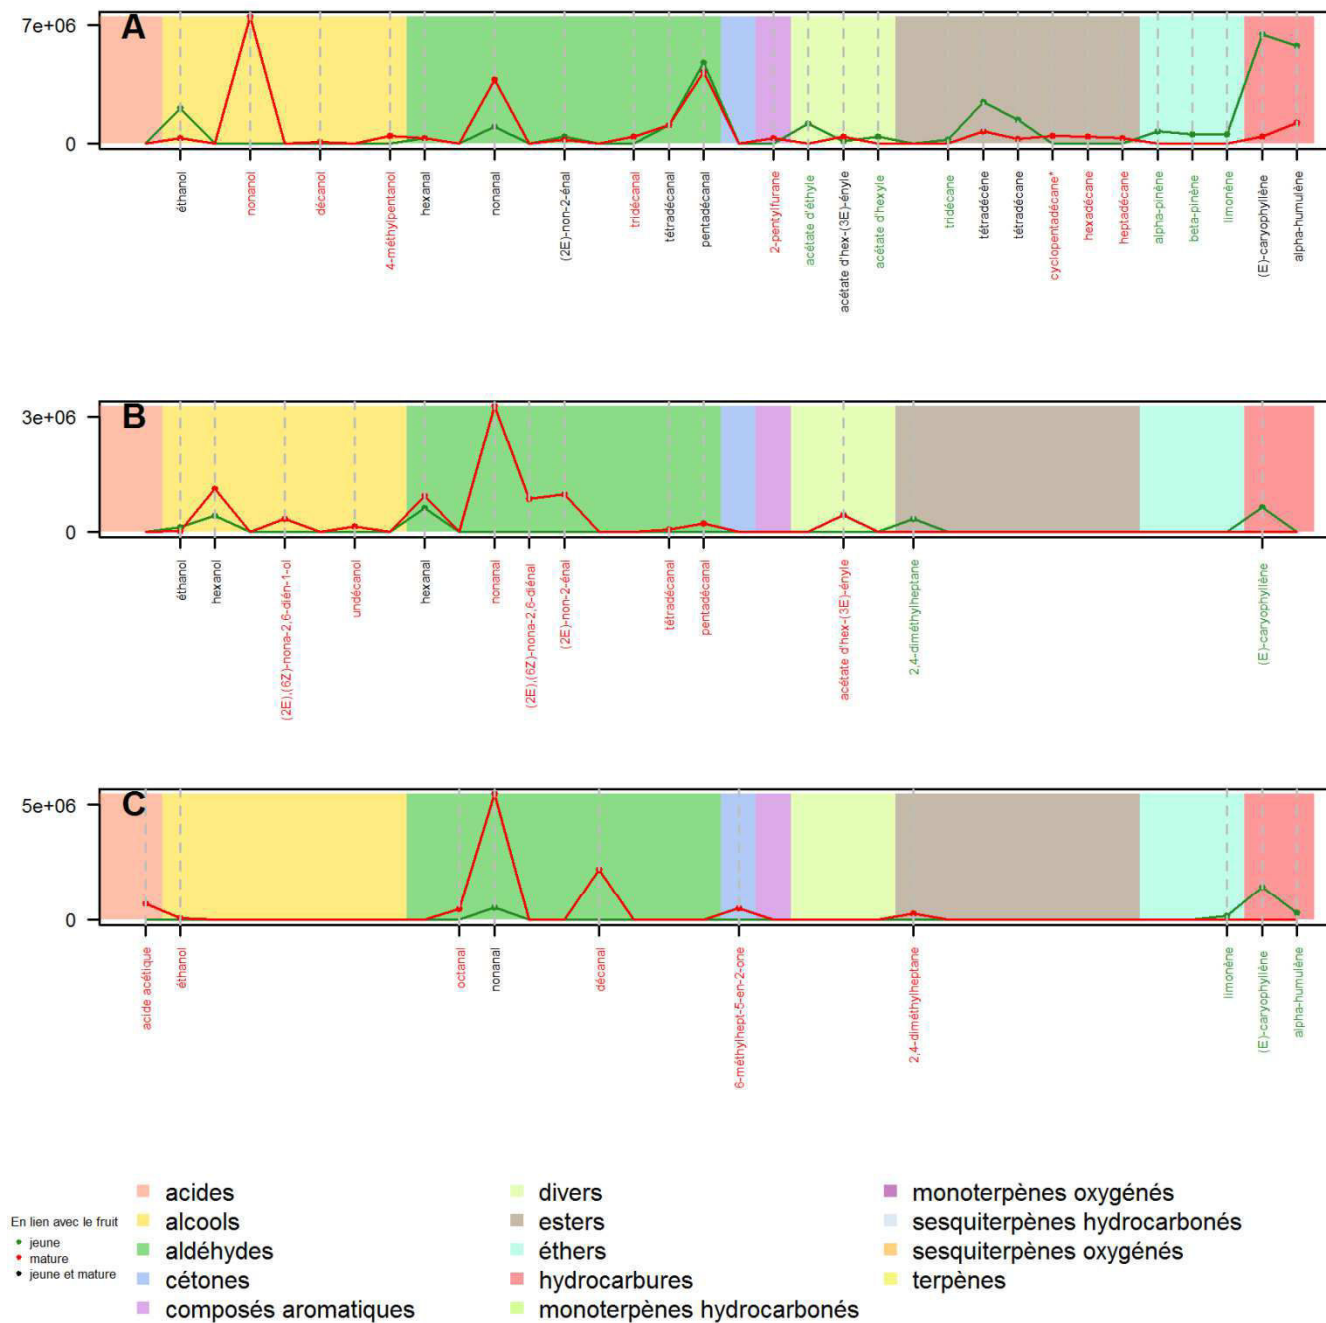 A
7e+06
0
éthanol
nonanol
décanol
4-méthylpentanol
hexanal
nonanal
(2E)-non-2-énal
tridécanal
tétradécanal
pentadécanal
2-pentylfurane
acétate d'éthyle
acétate d'hex-(3E)-ényle
acétate d'hexyle
tridécane
tétradécène
tétradécane
cyclopentadécane*
hexadécane
heptadécane
alpha-pinène
beta-pinène
limonène
(E)-caryophyllène
alpha-humulène
B
3e+06
0
éthanol
hexanol
(2E),(6Z)-nona-2,6-dién-1-ol
undécanol
hexanal
nonanal
(2E),(6Z)-nona-2,6-diénal
(2E)-non-2-énal
tétradécanal
pentadécanal
acétate d'hex-(3E)-ényle
2,4-diméthylheptane
(E)-caryophyllène
C
5e+06
0
acide acétique
éthanol
octanal
nonanal
décanal
6-méthylhept-5-en-2-one
2,4-diméthylheptane
limonène
(E)-caryophyllène
alpha-humulène
En lien avec le fruit
jeune
mature
jeune et mature
acides
alcools
aldéhydes
cétones
composés aromatiques
divers
esters
éthers
hydrocarbures
monoterpènes hydrocarbonés
monoterpènes oxygénés
sesquiterpènes hydrocarbonés
sesquiterpènes oxygénés
terpènes